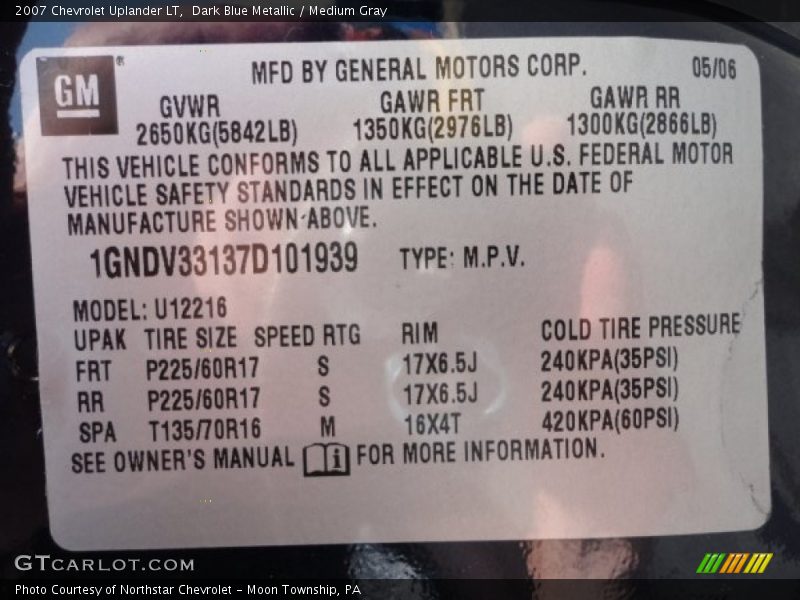 2007 Chevrolet Uplander LT, Dark Blue Metallic / Medium Gray
GM®
MFD BY GENERAL MOTORS CORP. 05/06
GVWR GAWR FRT GAWR RR
2650KG(5842LB) 1350KG(2976LB) 1300KG(2866LB)
THIS VEHICLE CONFORMS TO ALL APPLICABLE U.S. FEDERAL MOTOR
VEHICLE SAFETY STANDARDS IN EFFECT ON THE DATE OF
MANUFACTURE SHOWN ABOVE.
1GNDV33137D101939 TYPE: M.P.V.
MODEL: U12216
UPAK TIRE SIZE SPEED RTG RIM COLD TIRE PRESSURE
FRT P225/60R17 S 17X6.5J 240KPA(35PSI)
RR P225/60R17 S 17X6.5J 240KPA(35PSI)
SPA T135/70R16 M 16X4T 420KPA(60PSI)
SEE OWNER'S MANUAL i FOR MORE INFORMATION.
GTCARLOT.COM
Photo Courtesy of Northstar Chevrolet - Moon Township, PA